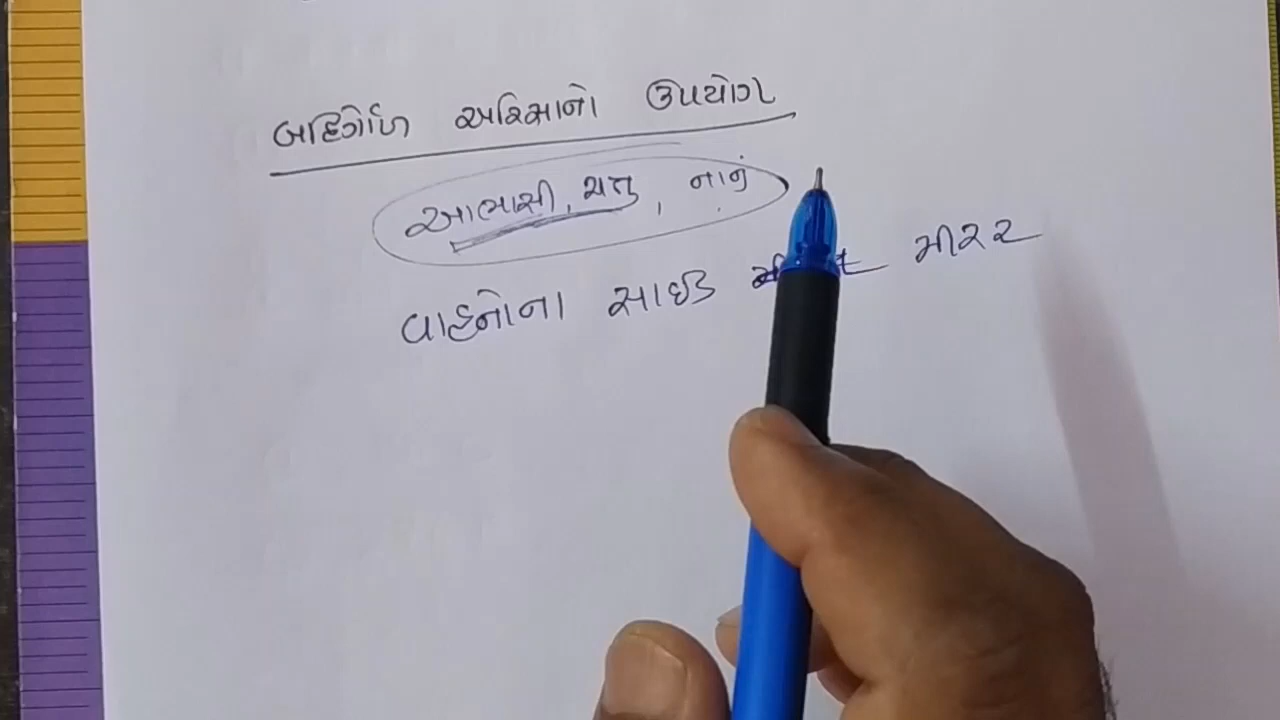 બહિર્ગોળ અરિસાનો ઉપયોગ
આભાસી, ચતુ, નાનું
વાહનોના સાઈડ મીરર